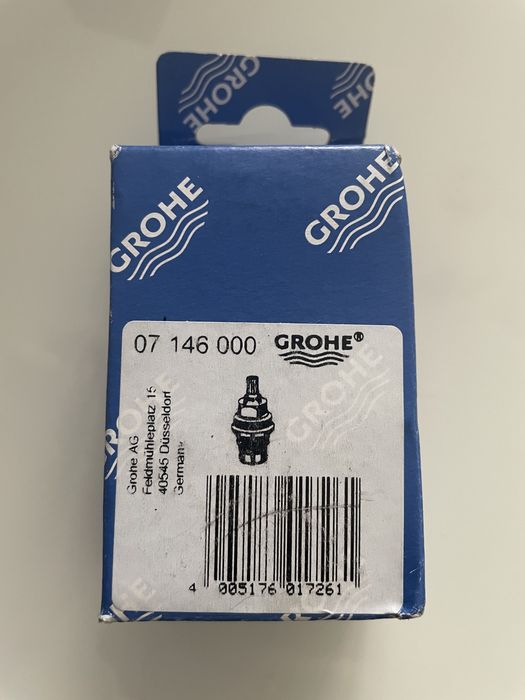 GROHE
GROHE
GROHE
07 146 000 GROHE®
Grohe AG
Feldmühleplatz 15
40545 Düsseldorf
Germany
4 005176 017261